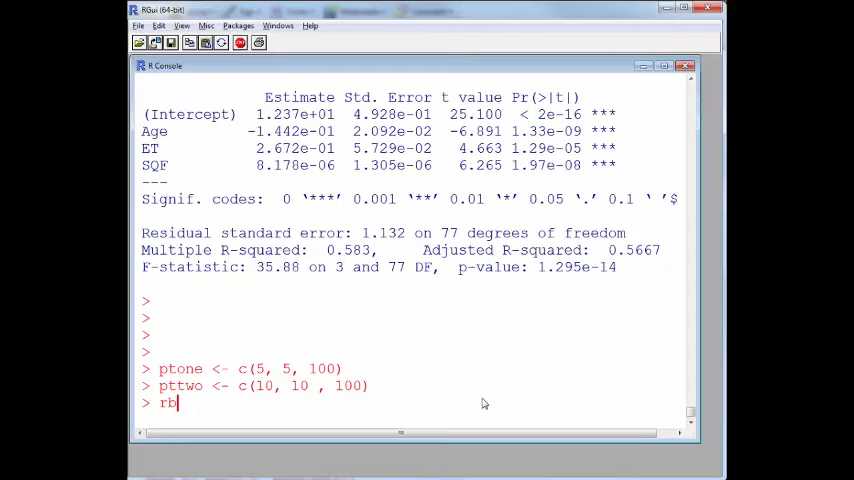 RGui (64-bit)
File Edit View Misc Packages Windows Help
R Console
Estimate Std. Error t value Pr(>|t|)
(Intercept) 1.237e+01 4.928e-01 25.100 < 2e-16 ***
Age -1.442e-01 2.092e-02 -6.891 1.33e-09 ***
ET 2.672e-01 5.729e-02 4.663 1.29e-05 ***
SQF 8.178e-06 1.305e-06 6.265 1.97e-08 ***
---
Signif. codes: 0 ‘***’ 0.001 ‘**’ 0.01 ‘*’ 0.05 ‘.’ 0.1 ‘ ’$
Residual standard error: 1.132 on 77 degrees of freedom
Multiple R-squared: 0.583, Adjusted R-squared: 0.5667
F-statistic: 35.88 on 3 and 77 DF, p-value: 1.295e-14
>
>
>
>
> ptone <- c(5, 5, 100)
> pttwo <- c(10, 10 , 100)
> rb